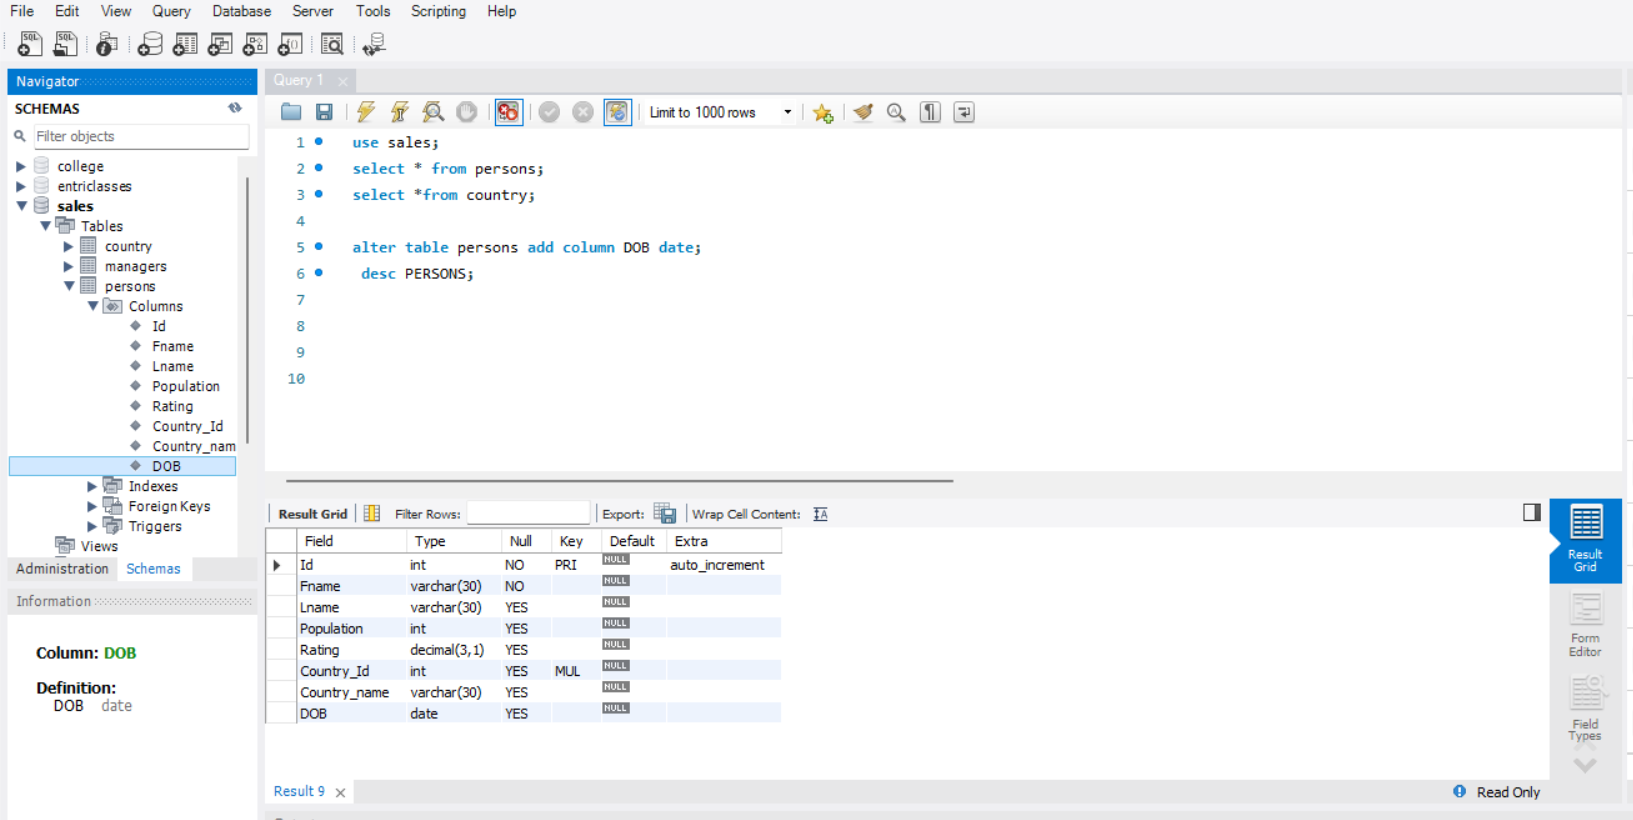 File Edit View Query Database Server Tools Scripting Help
SQL SQL
Navigator
SCHEMAS
Filter objects
college
entriclasses
sales
Tables
country
managers
persons
Columns
Id
Fname
Lname
Population
Rating
Country_Id
Country_nam
DOB
Indexes
Foreign Keys
Triggers
Views
Administration Schemas
Information
Column: DOB
Definition:
DOB date
Query 1
Limit to 1000 rows
1 use sales;
2 select * from persons;
3 select *from country;
4
5 alter table persons add column DOB date;
6 desc PERSONS;
7
8
9
10
Result Grid Filter Rows: Export: Wrap Cell Content:
Field Type Null Key Default Extra
Id int NO PRI NULL auto_increment
Fname varchar(30) NO NULL
Lname varchar(30) YES NULL
Population int YES NULL
Rating decimal(3,1) YES NULL
Country_Id int YES MUL NULL
Country_name varchar(30) YES NULL
DOB date YES NULL
Result
Grid
Form
Editor
Field
Types
Result 9
Read Only